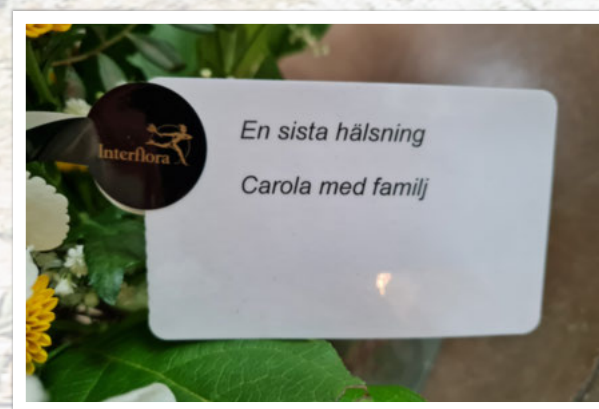 Interflora
En sista hälsning
Carola med familj